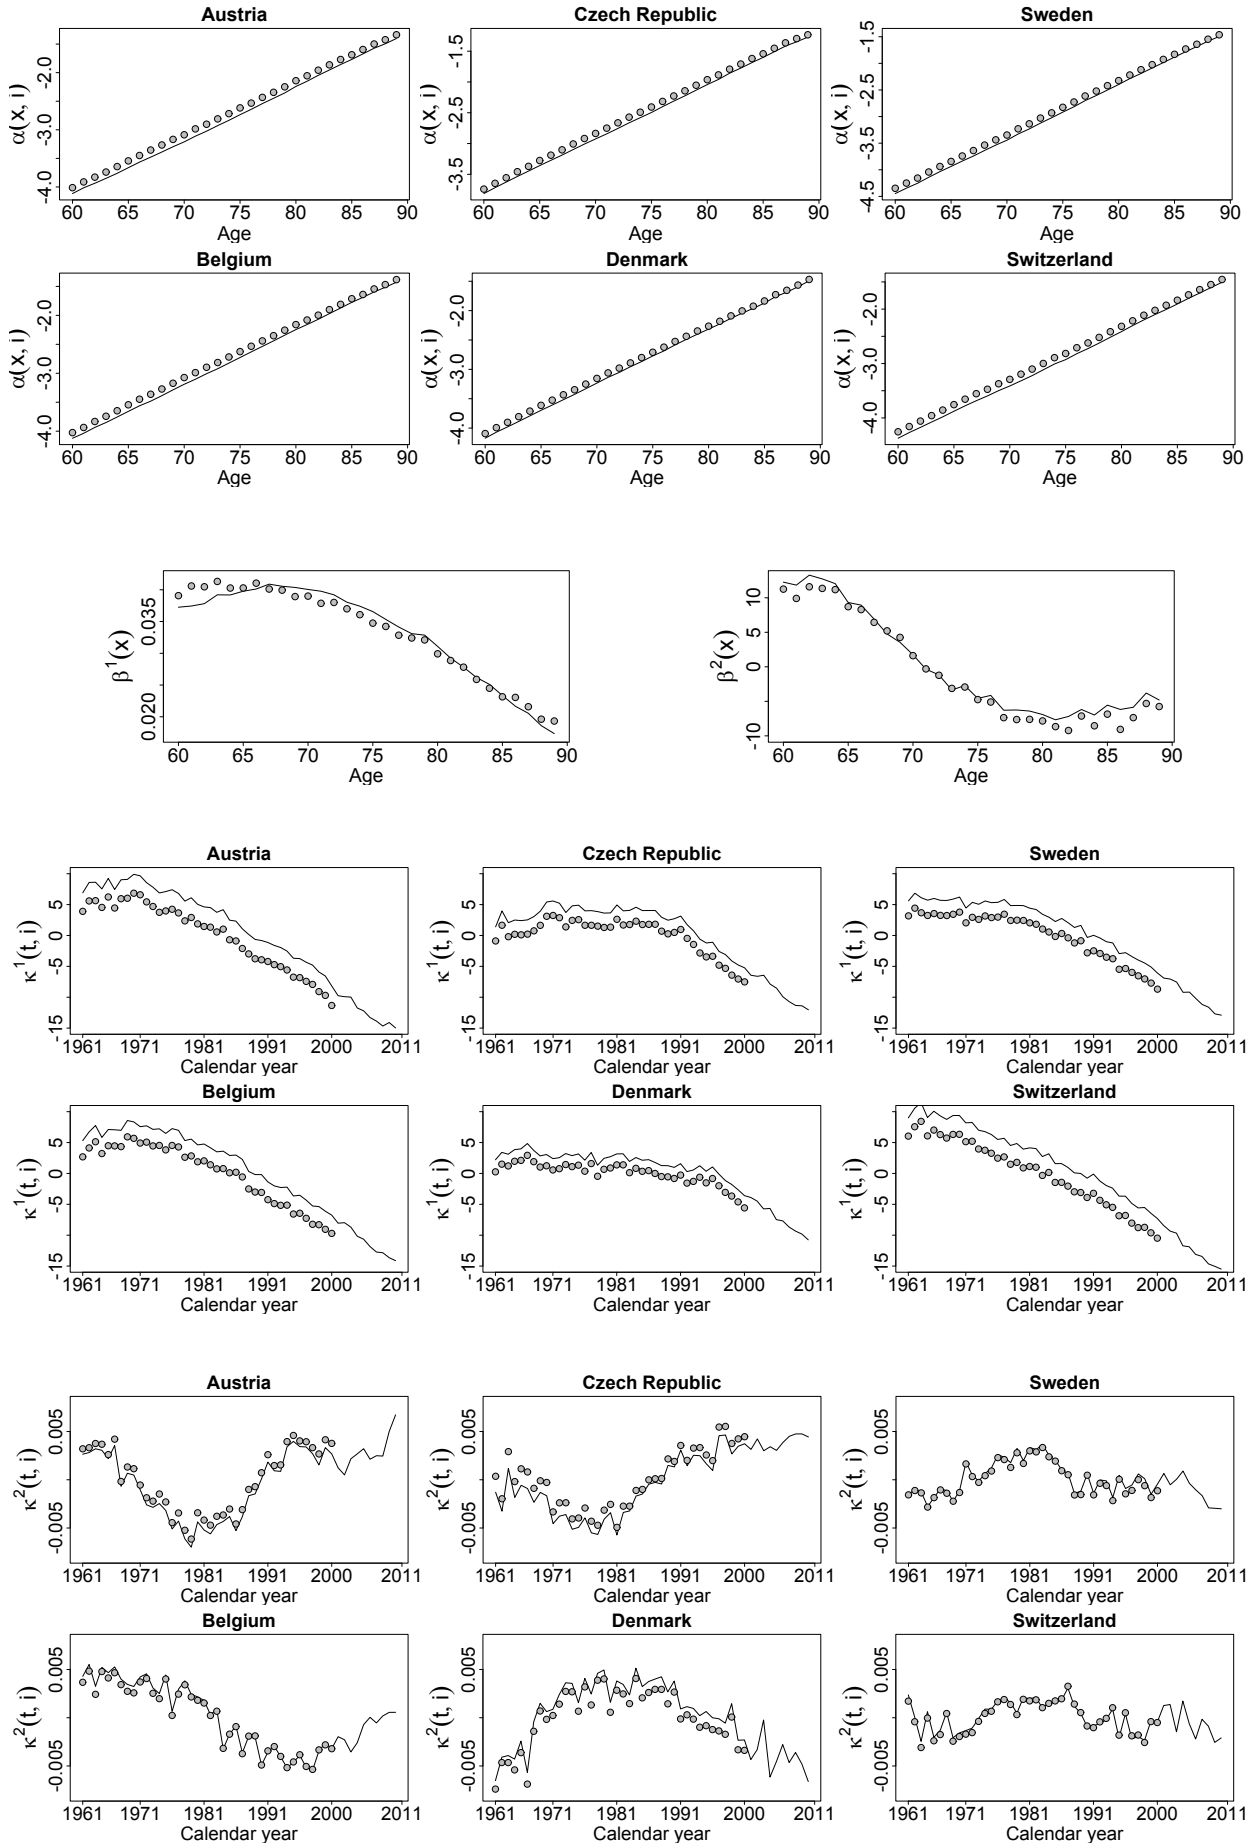 Austria Czech Republic Sweden
α(x, i) -4.0 -3.0 -2.0 α(x, i) -3.5 -2.5 -1.5 α(x, i) -4.5 -3.5 -2.5 -1.5
60 65 70 75 80 85 90 60 65 70 75 80 85 90 60 65 70 75 80 85 90
Age Age Age
Belgium Denmark Switzerland
α(x, i) -4.0 -3.0 -2.0 α(x, i) -4.0 -3.0 -2.0 α(x, i) -4.0 -3.0 -2.0
60 65 70 75 80 85 90 60 65 70 75 80 85 90 60 65 70 75 80 85 90
Age Age Age
β¹(x) 0.020 0.035 β²(x) -10 0 5 10
60 65 70 75 80 85 90 60 65 70 75 80 85 90
Age Age
Austria Czech Republic Sweden
κ¹(t, i) -15 -5 0 5 κ¹(t, i) -15 -5 0 5 κ¹(t, i) -15 -5 0 5
1961 1971 1981 1991 2000 2011 1961 1971 1981 1991 2000 2011 1961 1971 1981 1991 2000 2011
Calendar year Calendar year Calendar year
Belgium Denmark Switzerland
κ¹(t, i) -15 -5 0 5 κ¹(t, i) -15 -5 0 5 κ¹(t, i) -15 -5 0 5
1961 1971 1981 1991 2000 2011 1961 1971 1981 1991 2000 2011 1961 1971 1981 1991 2000 2011
Calendar year Calendar year Calendar year
Austria Czech Republic Sweden
κ²(t, i) -0.005 0.005 κ²(t, i) -0.005 0.005 κ²(t, i) -0.005 0.005
1961 1971 1981 1991 2000 2011 1961 1971 1981 1991 2000 2011 1961 1971 1981 1991 2000 2011
Calendar year Calendar year Calendar year
Belgium Denmark Switzerland
κ²(t, i) -0.005 0.005 κ²(t, i) -0.005 0.005 κ²(t, i) -0.005 0.005
1961 1971 1981 1991 2000 2011 1961 1971 1981 1991 2000 2011 1961 1971 1981 1991 2000 2011
Calendar year Calendar year Calendar year